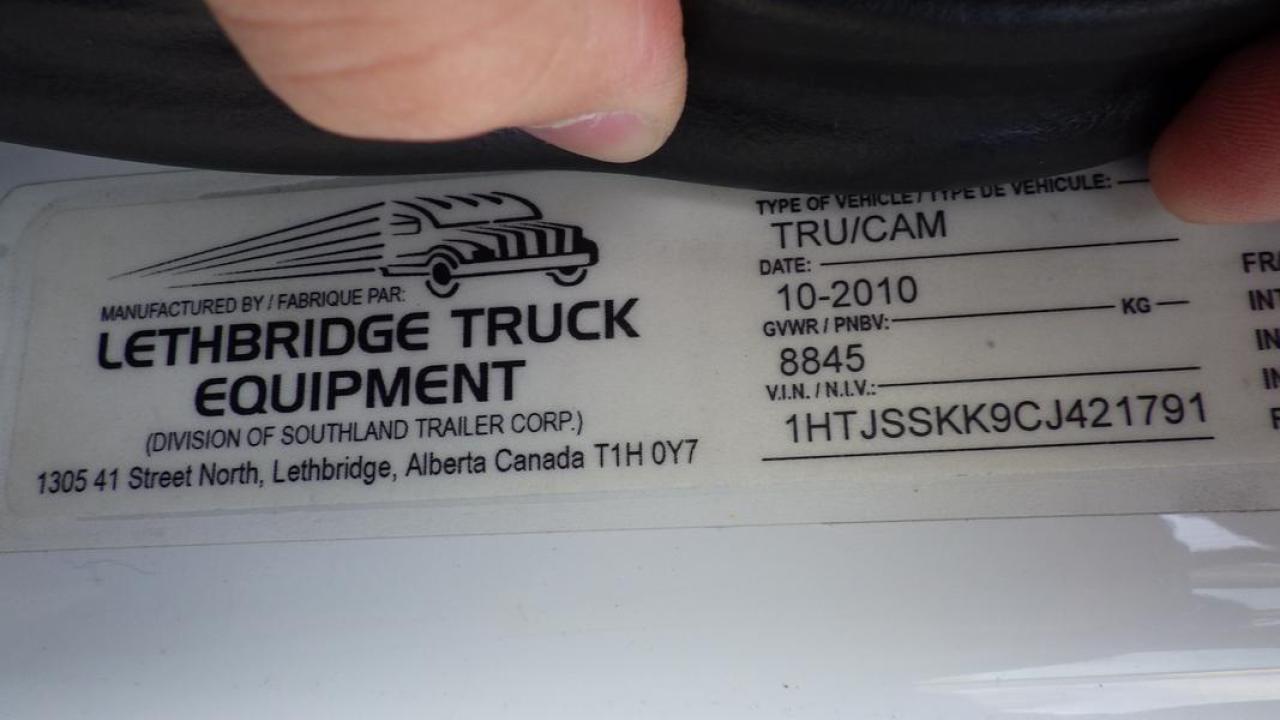 MANUFACTURED BY / FABRIQUE PAR:
LETHBRIDGE TRUCK
EQUIPMENT
(DIVISION OF SOUTHLAND TRAILER CORP.)
1305 41 Street North, Lethbridge, Alberta Canada T1H 0Y7
TYPE OF VEHICLE / TYPE DE VEHICULE:
TRU/CAM
DATE:
10-2010
GVWR / PNBV: KG
8845
V.I.N. / N.I.V.:
1HTJSSKK9CJ421791